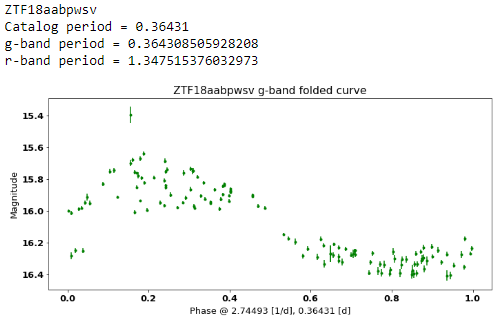 ZTF18aabpwsv
Catalog period = 0.36431
g-band period = 0.364308505928208
r-band period = 1.347515376032973
ZTF18aabpwsv g-band folded curve
Magnitude
15.4
15.6
15.8
16.0
16.2
16.4
0.0 0.2 0.4 0.6 0.8 1.0
Phase @ 2.74493 [1/d], 0.36431 [d]